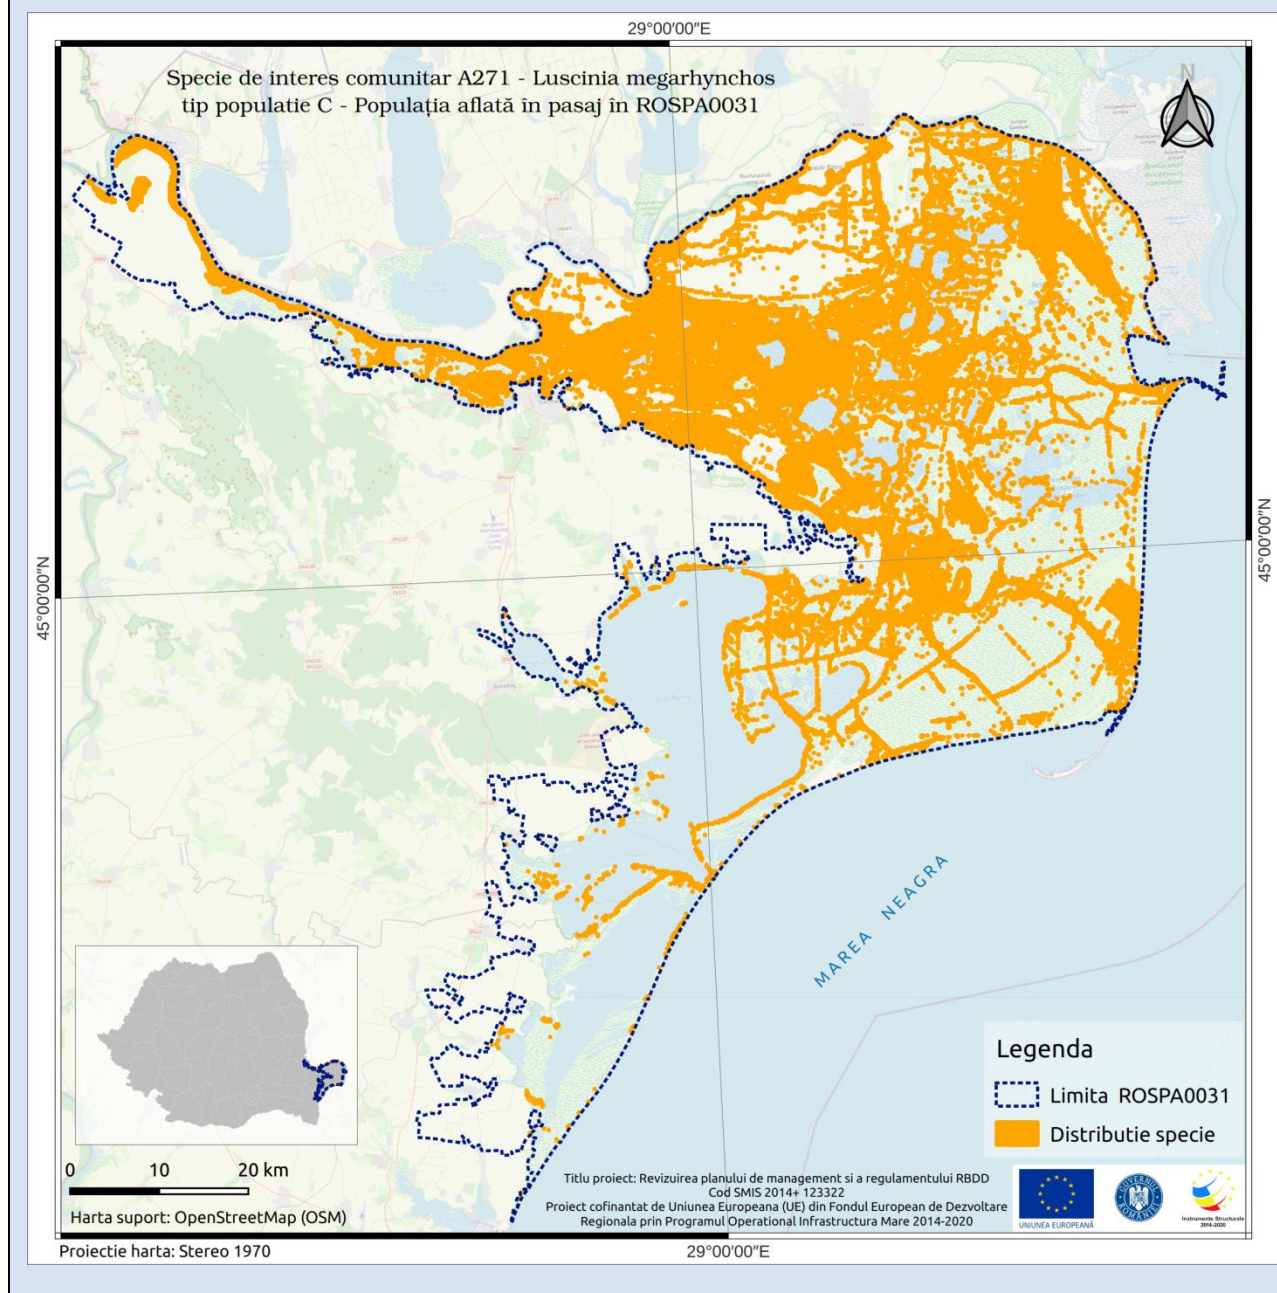 29°00′00″E
Specie de interes comunitar A271 - Luscinia megarhynchos
tip populatie C - Populația aflată în pasaj în ROSPA0031
N
45°00′00″N
45°00′00″N
MAREA NEAGRA
Legenda
Limita ROSPA0031
Distributie specie
0 10 20 km
Harta suport: OpenStreetMap (OSM)
Titlu proiect: Revizuirea planului de management si a regulamentului RBDD
Cod SMIS 2014+ 123322
Proiect cofinantat de Uniunea Europeana (UE) din Fondul European de Dezvoltare
Regionala prin Programul Operational Infrastructura Mare 2014-2020
UNIUNEA EUROPEANĂ
GUVERNUL ROMÂNIEI
Instrumente Structurale
2014-2020
Proiectie harta: Stereo 1970
29°00′00″E